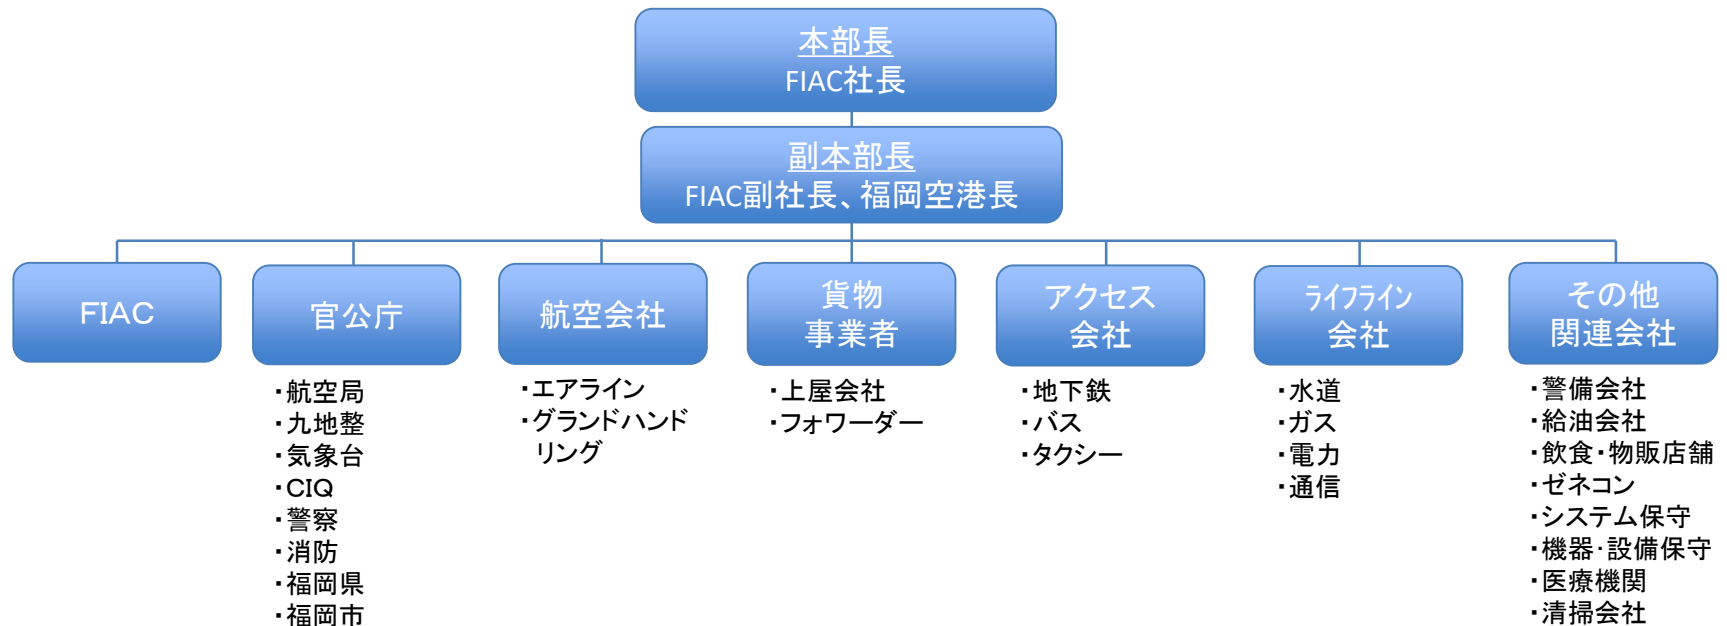 本部長
FIAC社長
副本部長
FIAC副社長、福岡空港長
FIAC
官公庁
・航空局
・九地整
・気象台
・CIQ
・警察
・消防
・福岡県
・福岡市
航空会社
・エアライン
・グランドハンド
リング
貨物
事業者
・上屋会社
・フォワーダー
アクセス
会社
・地下鉄
・バス
・タクシー
ライフライン
会社
・水道
・ガス
・電力
・通信
その他
関連会社
・警備会社
・給油会社
・飲食・物販店舗
・ゼネコン
・システム保守
・機器・設備保守
・医療機関
・清掃会社